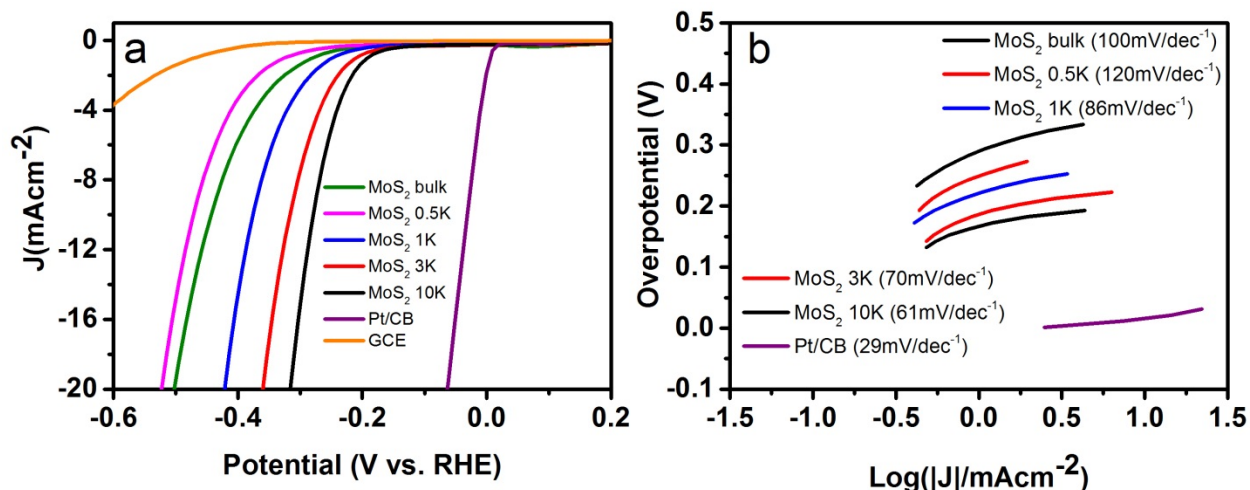 a
0
-4
-8
-12
-16
-20
J(mAcm⁻²)
MoS₂ bulk
MoS₂ 0.5K
MoS₂ 1K
MoS₂ 3K
MoS₂ 10K
Pt/CB
GCE
-0.6 -0.4 -0.2 0.0 0.2
Potential (V vs. RHE)
b
0.5
0.4
0.3
0.2
0.1
0.0
-0.1
Overpotential (V)
MoS₂ bulk (100mV/dec⁻¹)
MoS₂ 0.5K (120mV/dec⁻¹)
MoS₂ 1K (86mV/dec⁻¹)
MoS₂ 3K (70mV/dec⁻¹)
MoS₂ 10K (61mV/dec⁻¹)
Pt/CB (29mV/dec⁻¹)
-1.0 -0.5 0.0 0.5 1.0 1.5 2.0
Log(|J|/mAcm⁻²)